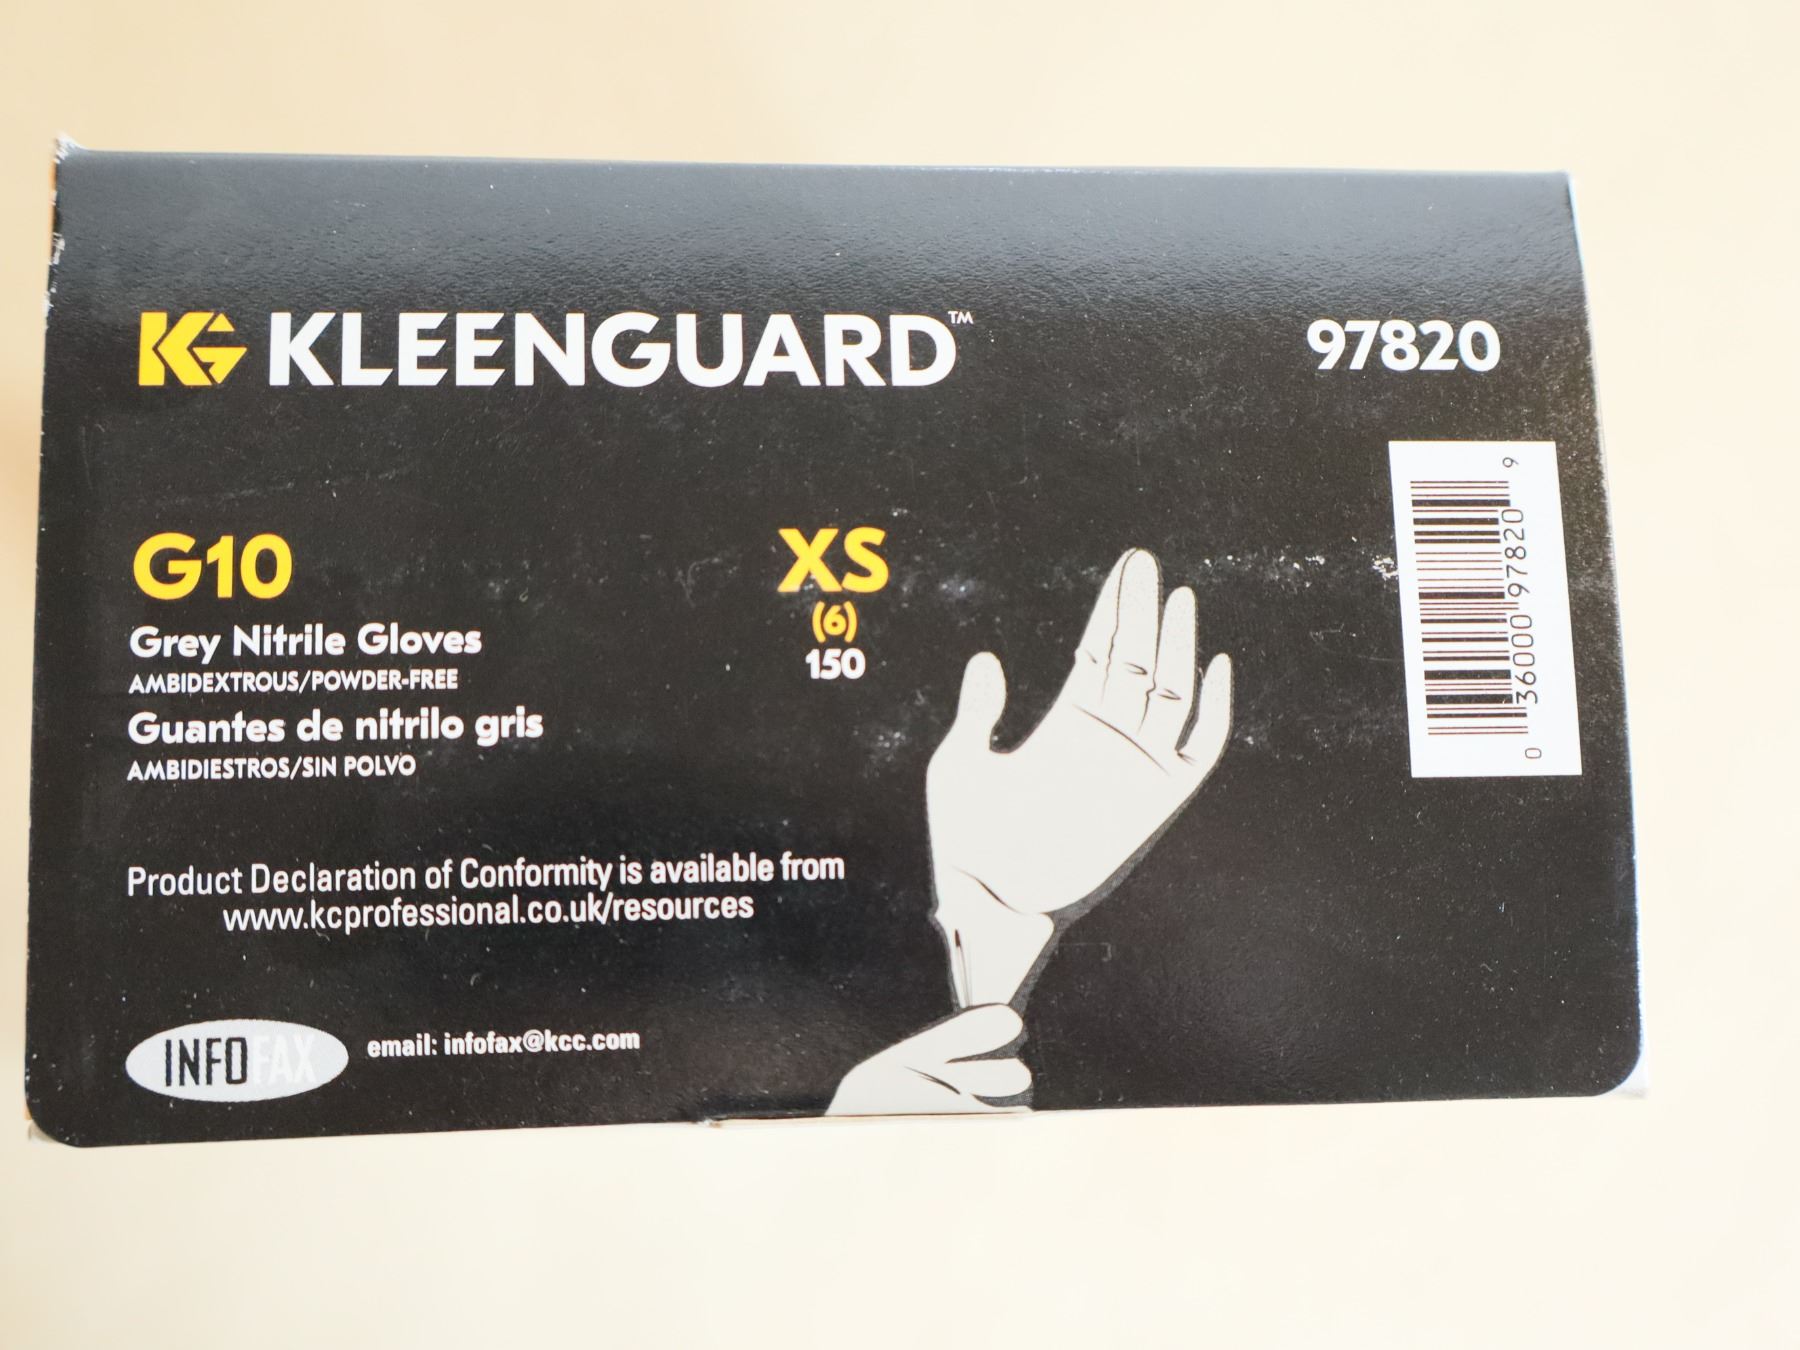 KG KLEENGUARD™
97820
G10
Grey Nitrile Gloves
AMBIDEXTROUS/POWDER-FREE
Guantes de nitrilo gris
AMBIDIESTROS/SIN POLVO
XS
(6)
150
0 36000 97820 9
Product Declaration of Conformity is available from
www.kcprofessional.co.uk/resources
INFOFAX
email: infofax@kcc.com